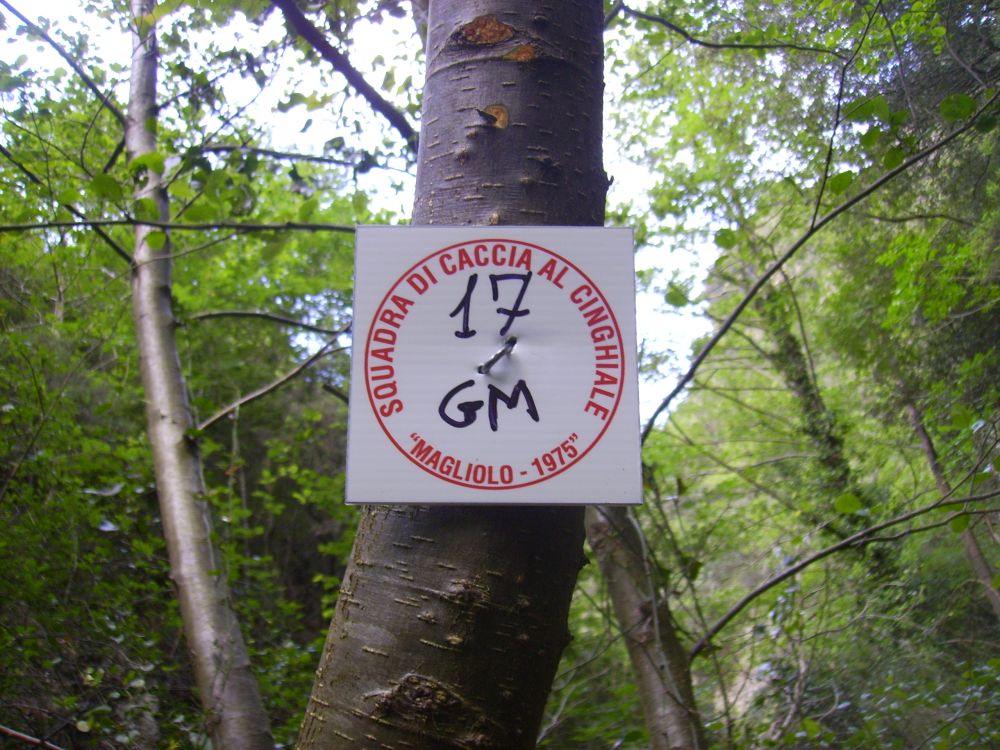 SQUADRA DI CACCIA AL CINGHIALE
17
GM
"MAGLIOLO - 1975"